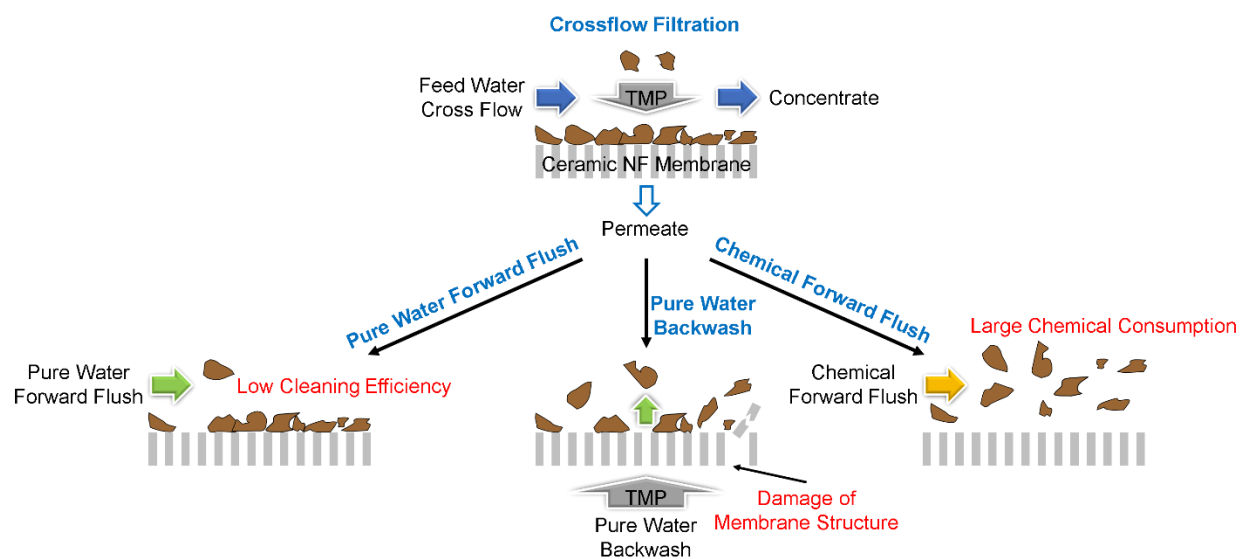 Crossflow Filtration
Feed Water
Cross Flow
TMP
Concentrate
Ceramic NF Membrane
Permeate
Pure Water Forward Flush
Pure Water
Backwash
Chemical Forward Flush
Pure Water
Forward Flush
Low Cleaning Efficiency
Large Chemical Consumption
Chemical
Forward Flush
TMP
Pure Water
Backwash
Damage of
Membrane Structure